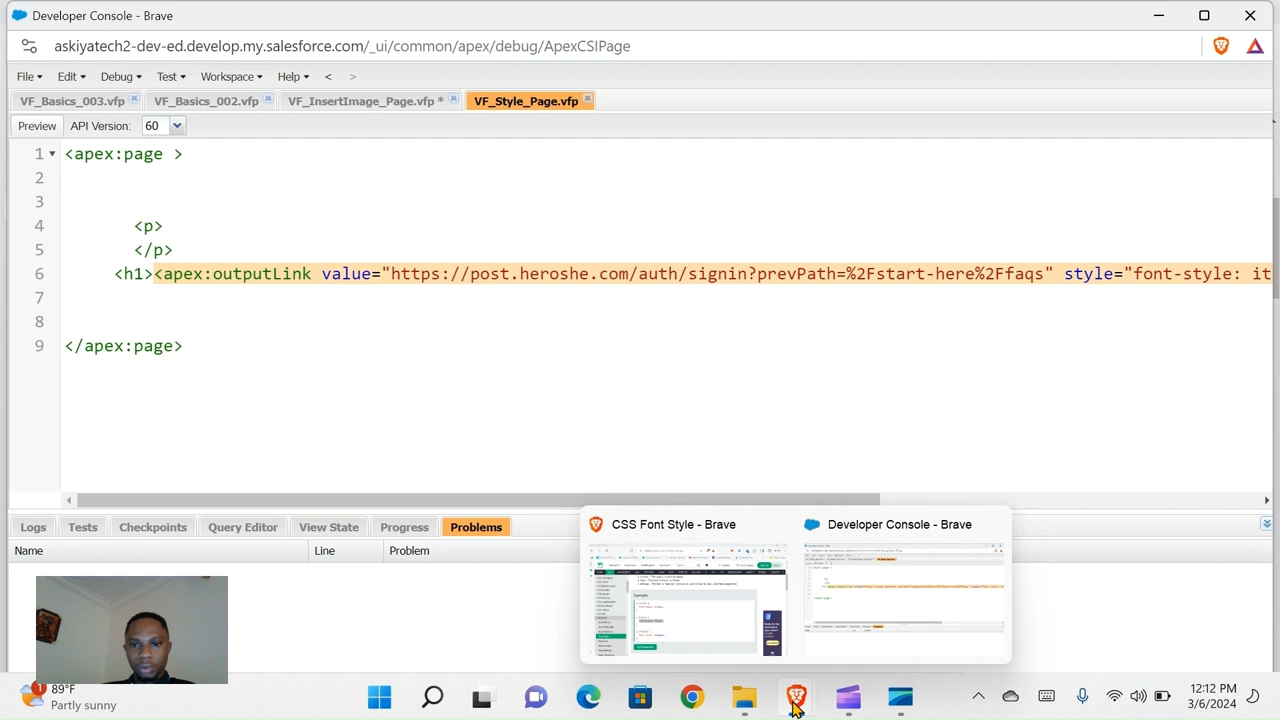 Developer Console - Brave
askiyatech2-dev-ed.develop.my.salesforce.com/_ui/common/apex/debug/ApexCSIPage
File Edit Debug Test Workspace Help < >
VF_Basics_003.vfp VF_Basics_002.vfp VF_InsertImage_Page.vfp * VF_Style_Page.vfp
Preview API Version: 60
1 <apex:page >
2
3
4 <p>
5 </p>
6 <h1><apex:outputLink value="https://post.heroshe.com/auth/signin?prevPath=%2Fstart-here%2Ffaqs" style="font-style: it
7
8
9 </apex:page>
CSS Font Style - Brave Developer Console - Brave
Logs Tests Checkpoints Query Editor View State Progress Problems
Name Line Problem
89°F
Partly sunny
12:12 PM
3/6/2024